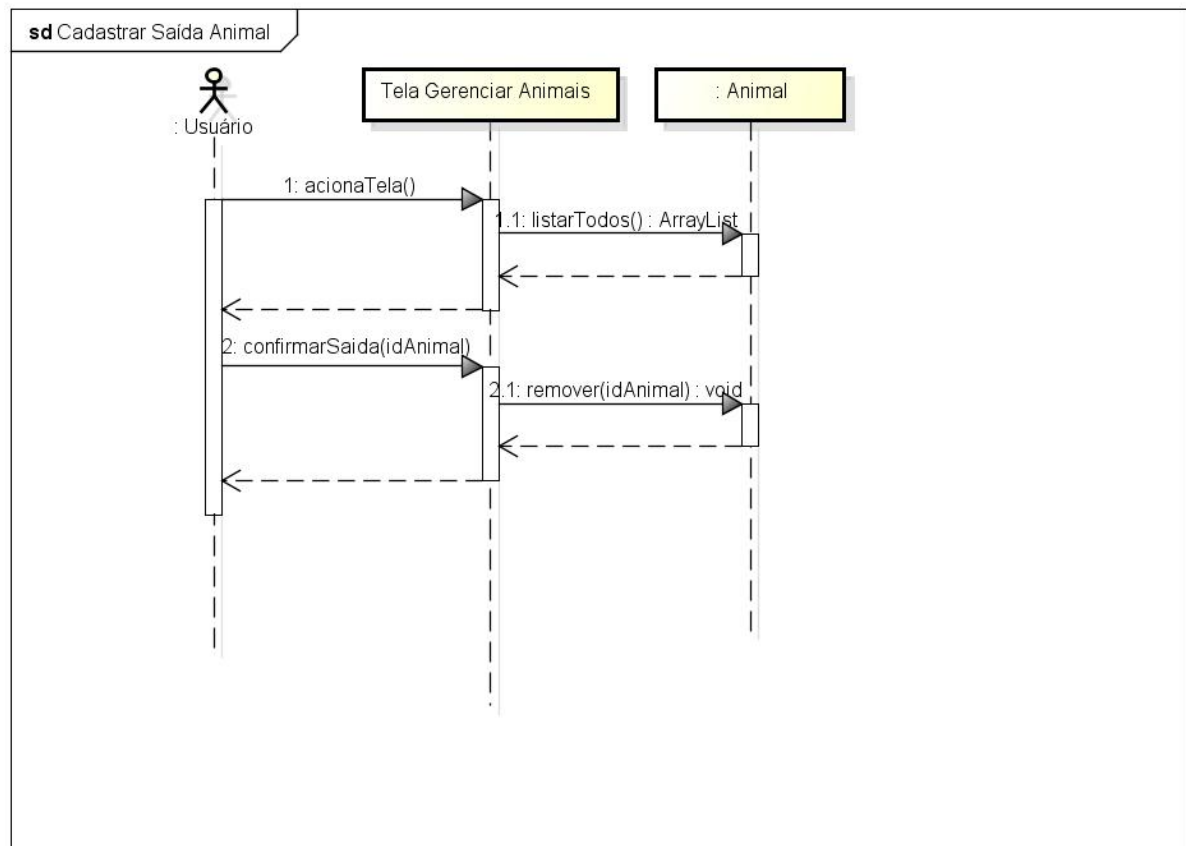 sd Cadastrar Saída Animal
: Usuário
Tela Gerenciar Animais
: Animal
1: acionaTela()
1.1: listarTodos() : ArrayList
2: confirmarSaida(idAnimal)
2.1: remover(idAnimal) : void